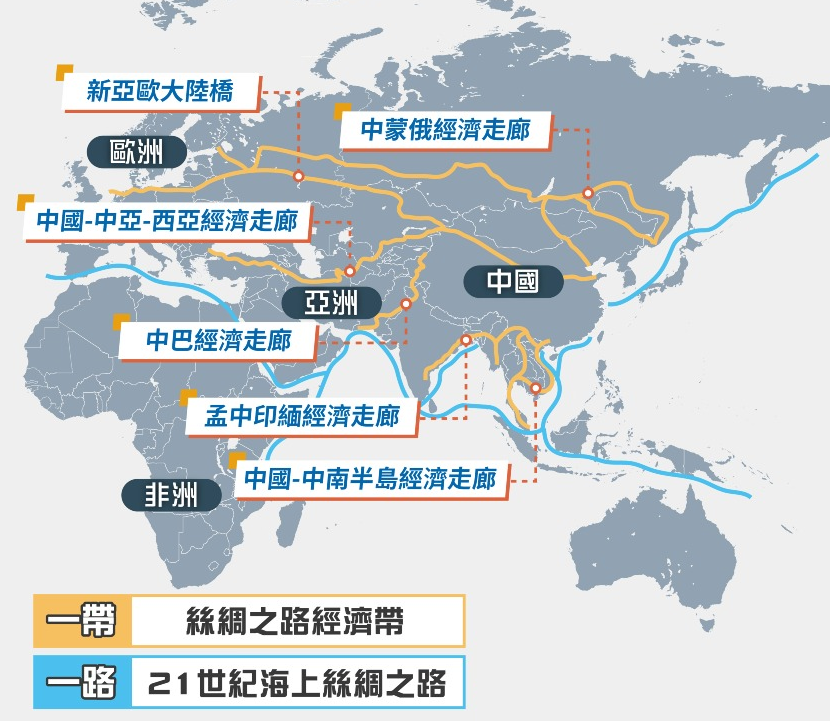 新亞歐大陸橋
中蒙俄經濟走廊
歐洲
中國-中亞-西亞經濟走廊
中國
亞洲
中巴經濟走廊
孟中印緬經濟走廊
中國-中南半島經濟走廊
非洲
一帶 絲綢之路經濟帶
一路 21世紀海上絲綢之路